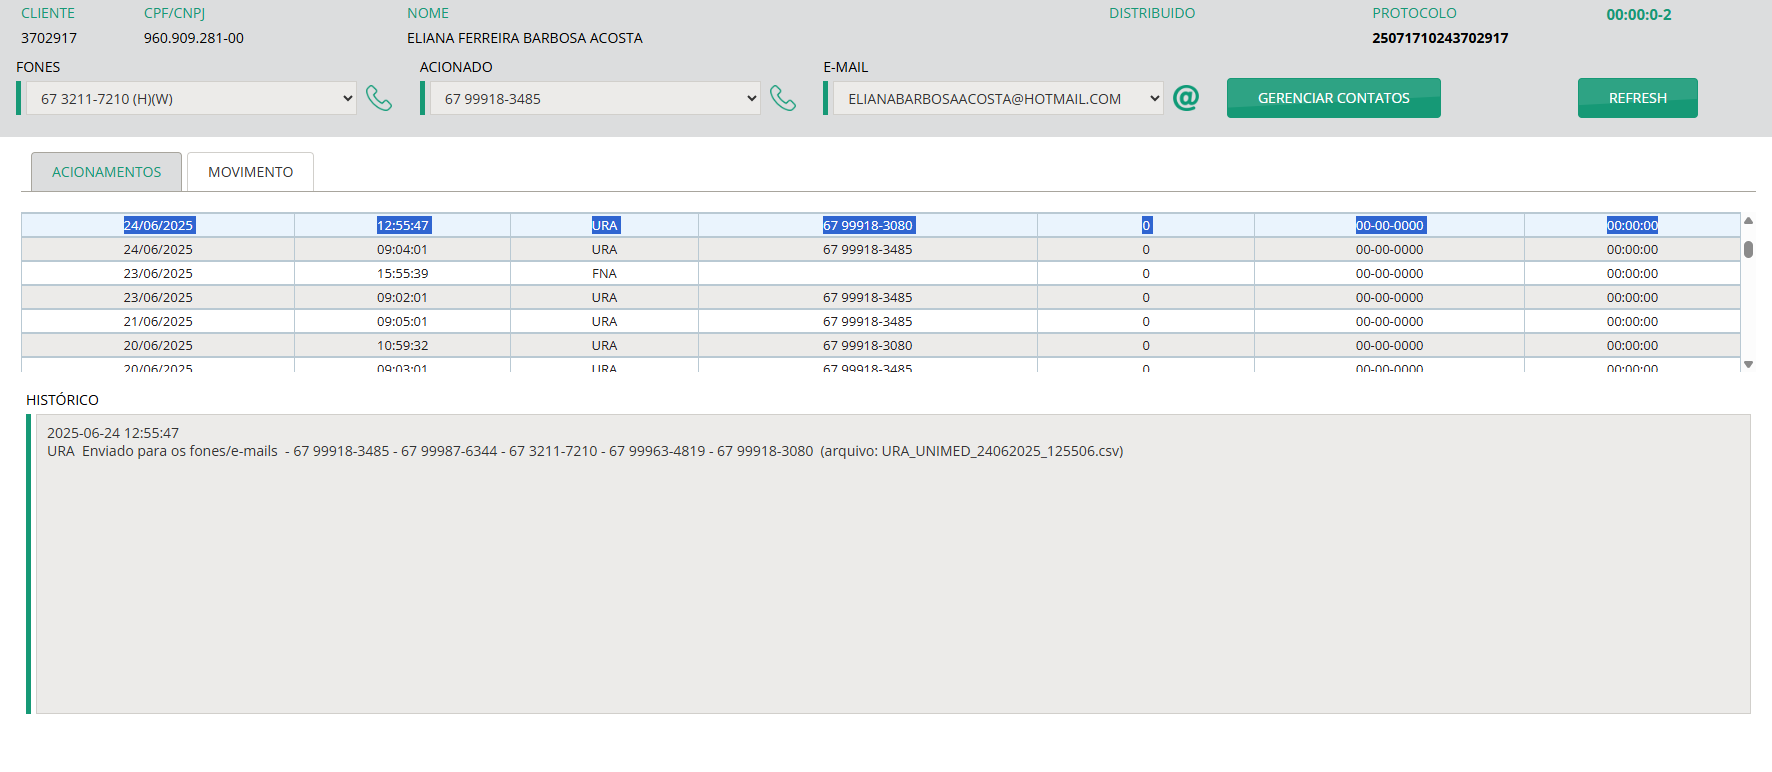 CLIENTE CPF/CNPJ NOME DISTRIBUIDO PROTOCOLO 00:00:0-2
3702917 960.909.281-00 ELIANA FERREIRA BARBOSA ACOSTA 25071710243702917
FONES ACIONADO E-MAIL
67 3211-7210 (H)(W) 67 99918-3485 ELIANABARBOSAACOSTA@HOTMAIL.COM @ GERENCIAR CONTATOS REFRESH
ACIONAMENTOS MOVIMENTO
24/06/2025 12:55:47 URA 67 99918-3080 0 00-00-0000 00:00:00
24/06/2025 09:04:01 URA 67 99918-3485 0 00-00-0000 00:00:00
23/06/2025 15:55:39 FNA 0 00-00-0000 00:00:00
23/06/2025 09:02:01 URA 67 99918-3485 0 00-00-0000 00:00:00
21/06/2025 09:05:01 URA 67 99918-3485 0 00-00-0000 00:00:00
20/06/2025 10:59:32 URA 67 99918-3080 0 00-00-0000 00:00:00
20/06/2025 09:03:01 URA 67 99918-3485 0 00-00-0000 00:00:00
HISTÓRICO
2025-06-24 12:55:47
URA Enviado para os fones/e-mails - 67 99918-3485 - 67 99987-6344 - 67 3211-7210 - 67 99963-4819 - 67 99918-3080 (arquivo: URA_UNIMED_24062025_125506.csv)